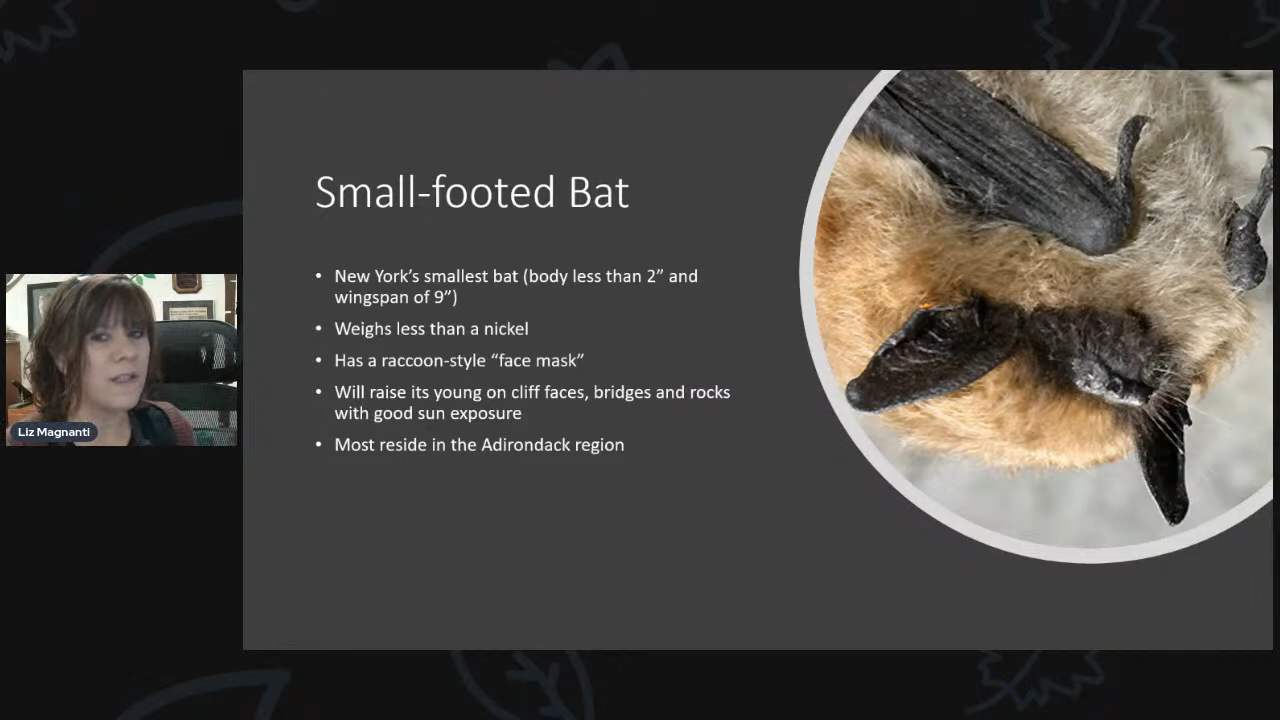 Small-footed Bat
• New York’s smallest bat (body less than 2” and
wingspan of 9”)
• Weighs less than a nickel
• Has a raccoon-style “face mask”
• Will raise its young on cliff faces, bridges and rocks
with good sun exposure
• Most reside in the Adirondack region
Liz Magnanti